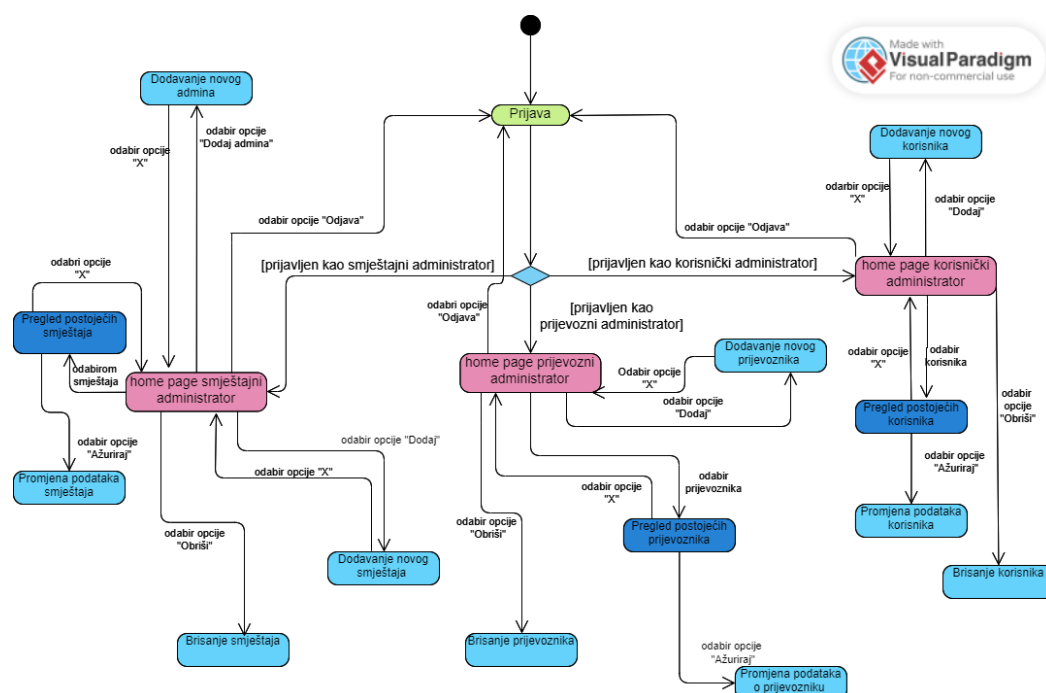 Made with
Visual Paradigm
For non-commercial use
Prijava
Dodavanje novog
admina
odabir opcije
"X"
odabir opcije
"Dodaj admina"
odabir opcije "Odjava"
odabri opcije
"X"
Pregled postojećih
smještaja
odabirom
smještaja
home page smještajni
administrator
odabir opcije
"Ažuriraj"
Promjena podataka
smještaja
odabir opcije
"Obriši"
Brisanje smještaja
odabir opcije "Dodaj"
odabir opcije "X"
Dodavanje novog
smještaja
[prijavljen kao smještajni administrator]
[prijavljen kao korisnički administrator]
[prijavljen kao
prijevozni administrator]
odabri opcije
"Odjava"
home page prijevozni
administrator
Dodavanje novog
prijevoznika
Odabir opcije
"X"
odabir opcije
"Dodaj"
odabir opcije
"X"
odabir
prijevoznika
Pregled postojećih
prijevoznika
odabir opcije
"Obriši"
Brisanje prijevoznika
odabir opcije
"Ažuriraj"
Promjena podataka
o prijevozniku
odabir opcije "Odjava"
Dodavanje novog
korisnika
odarbir opcije
"X"
odabir opcije
"Dodaj"
home page korisnički
administrator
odabir opcije
"X"
odabir
korisnika
odabir
opcije
"Obriši"
Pregled postojećih
korisnika
odabir opcije
"Ažuriraj"
Promjena podataka
korisnika
Brisanje korisnika